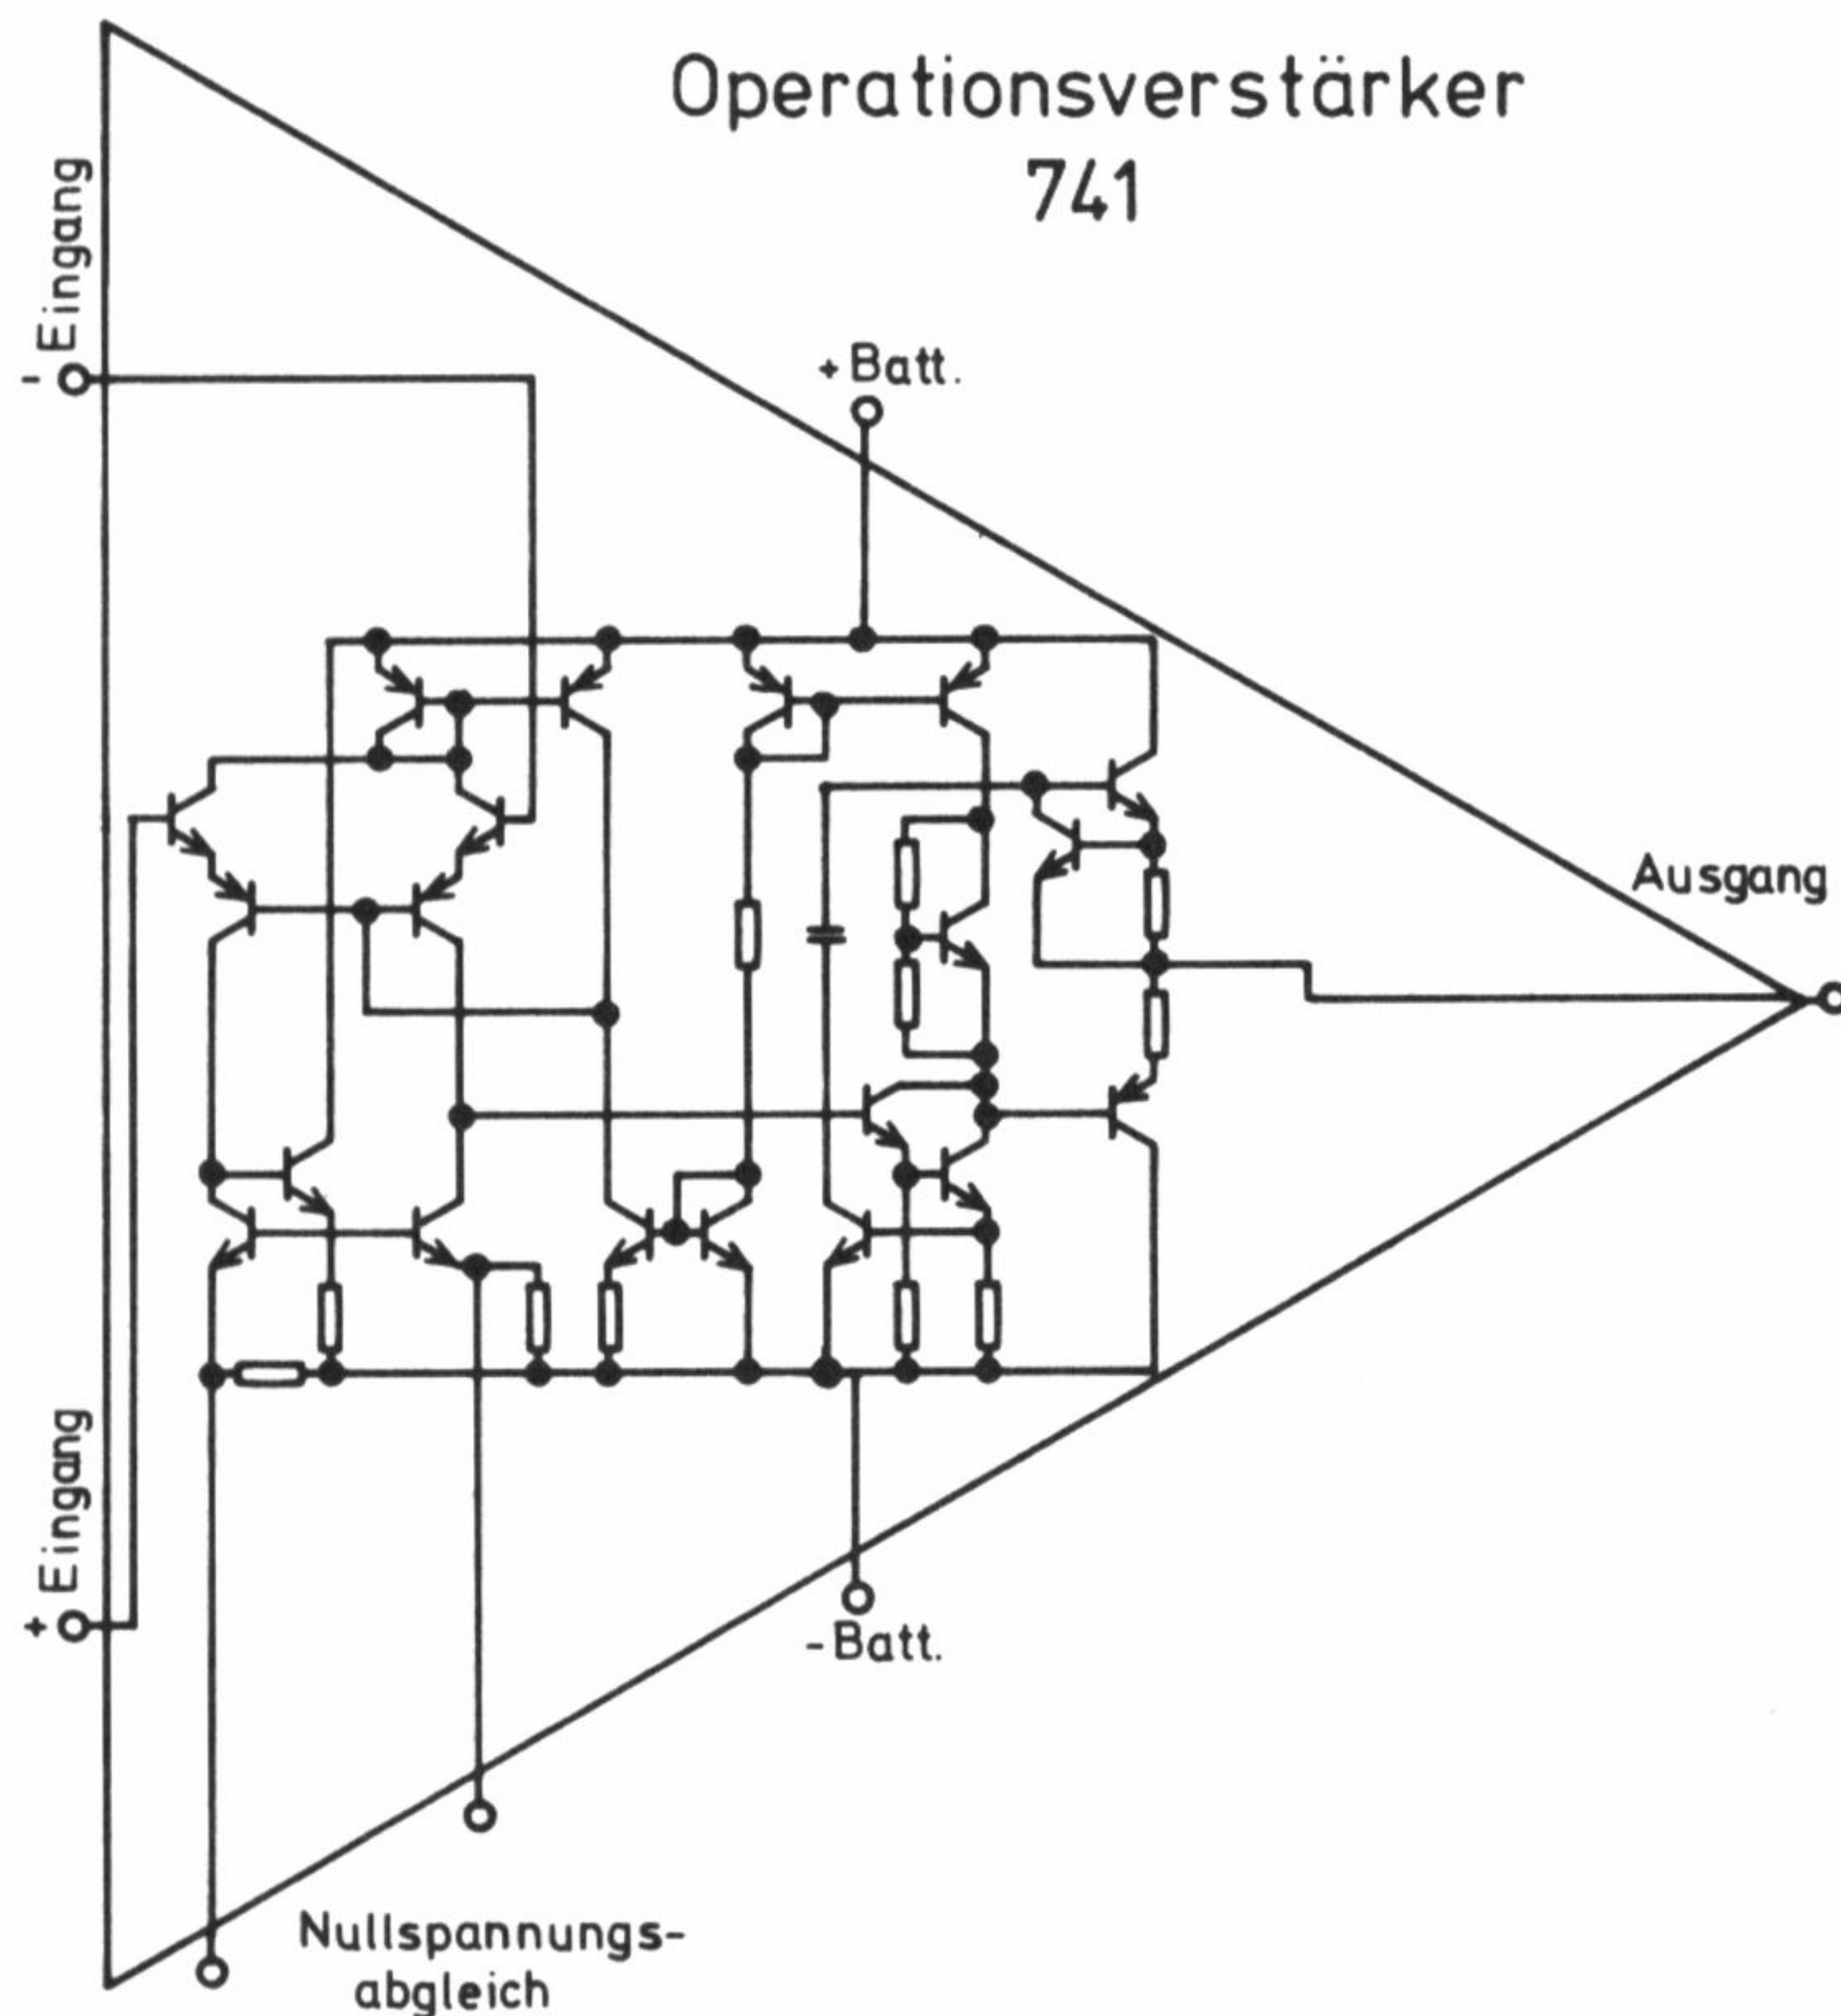 Operationsverstärker
741
Eingang
-
+Batt.
Ausgang
Eingang
+
-Batt.
Nullspannungs-
abgleich